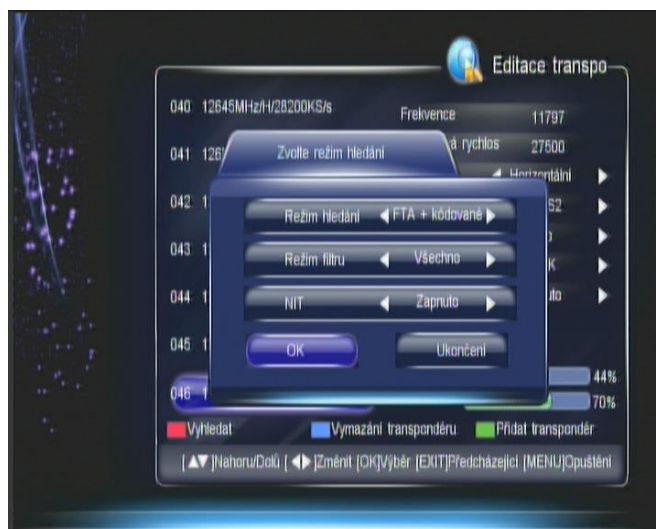 Editace transpo
040 12645MHz/H/28200KS/s
Frekvence 11797
á rychlos 27500
041 126
Zvolte režim hledání
Horizontální
042 1
S2
Režim hledání FTA + kódované
043 1
Režim filtru Všechno
K
044 1
NIT Zapnuto
uto
045 1
OK Ukončení
44%
046 1
70%
Vyhledat Vymazání transpondéru Přidat transpondér
[▲▼]Nahoru/Dolů [◀▶]Změnit [OK]Výběr [EXIT]Předcházející [MENU]Opuštění